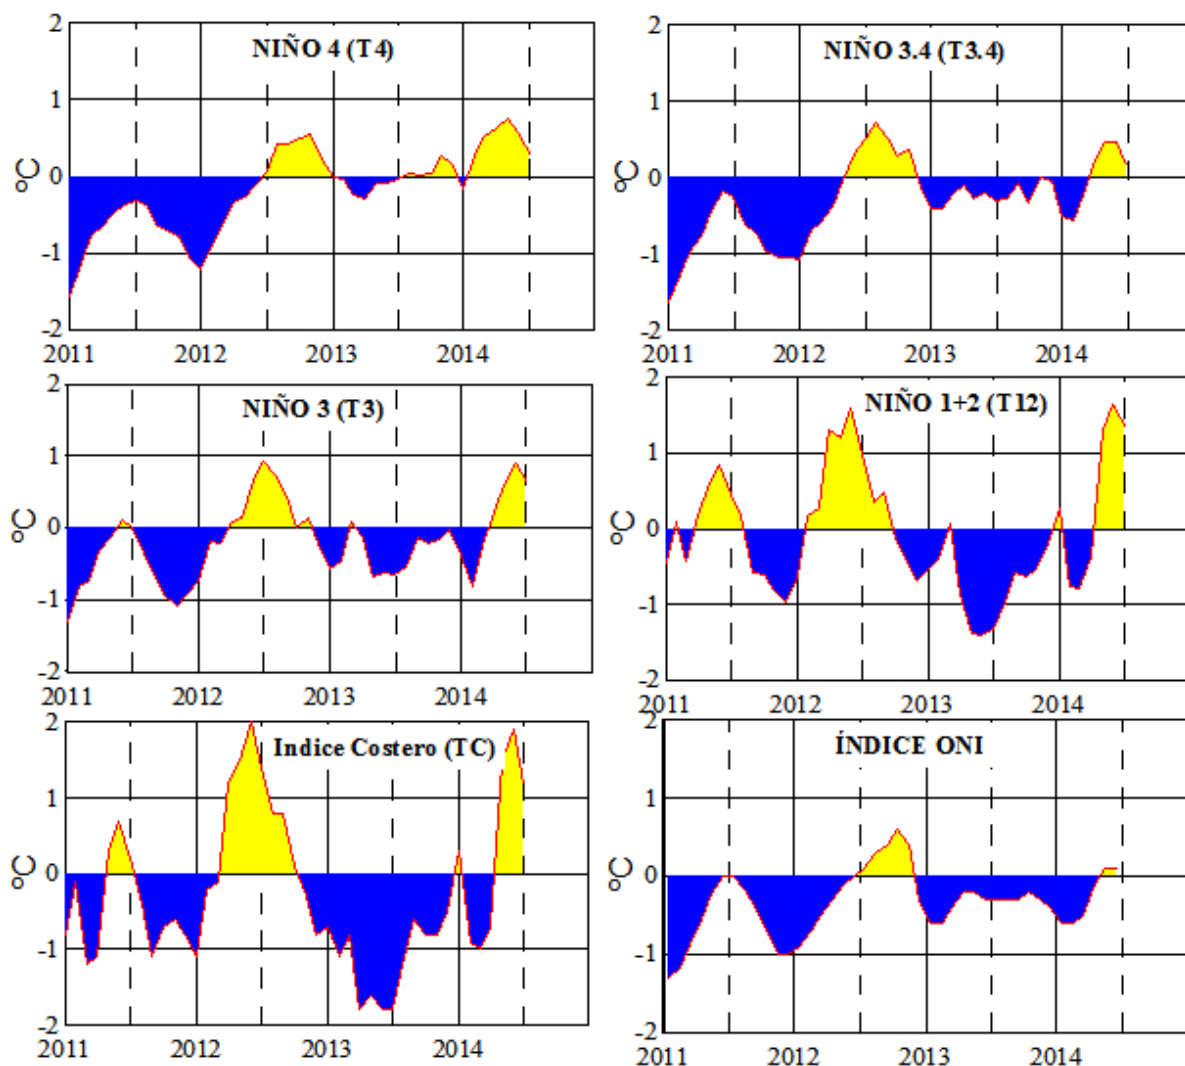 NIÑO 4 (T4)
2
1
0
-1
-2
°C
2011 2012 2013 2014
NIÑO 3.4 (T3.4)
2
1
0
-1
-2
°C
2011 2012 2013 2014
NIÑO 3 (T3)
2
1
0
-1
-2
°C
2011 2012 2013 2014
NIÑO 1+2 (T12)
2
1
0
-1
-2
°C
2011 2012 2013 2014
Indice Costero (TC)
2
1
0
-1
-2
°C
2011 2012 2013 2014
ÍNDICE ONI
2
1
0
-1
-2
°C
2011 2012 2013 2014